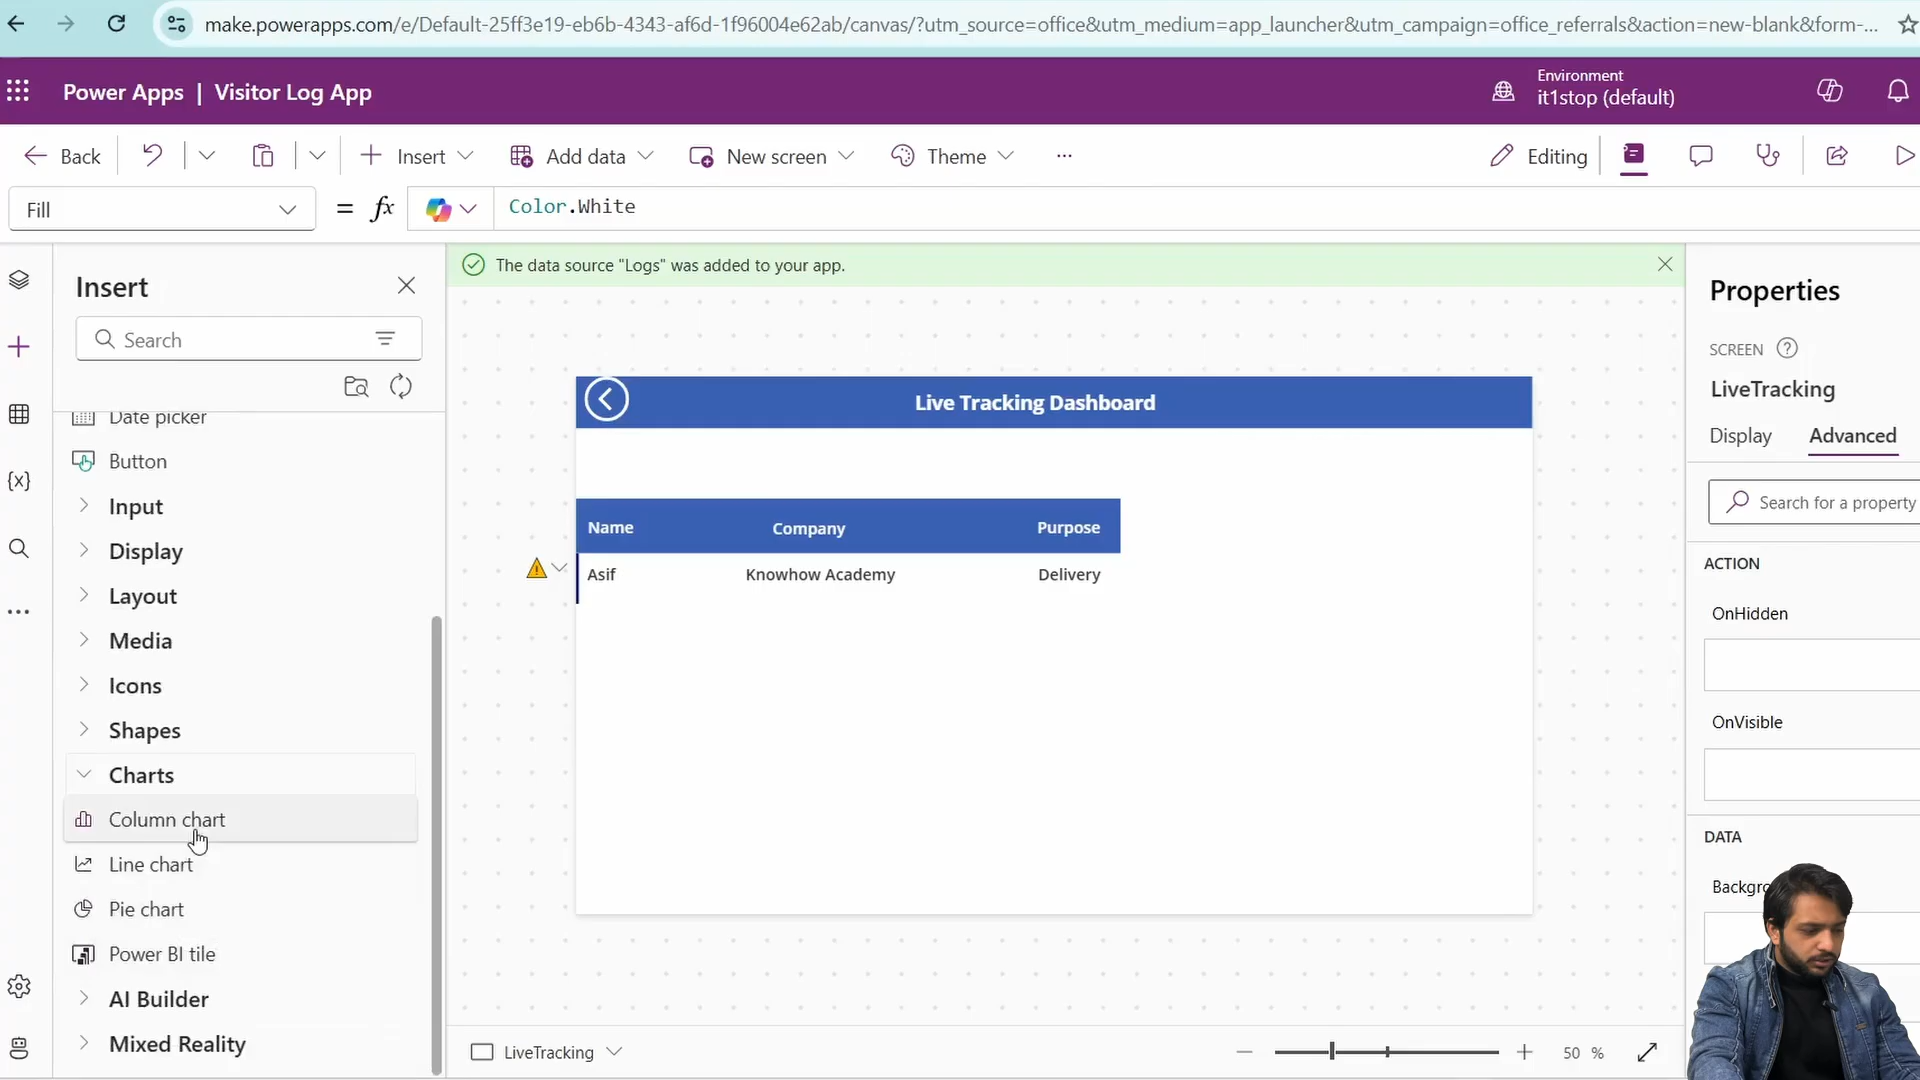 make.powerapps.com/e/Default-25ff3e19-eb6b-4343-af6d-1f96004e62ab/canvas/?utm_source=office&utm_medium=app_launcher&utm_campaign=office_referrals&action=new-blank&form-...
Power Apps | Visitor Log App
Environment
it1stop (default)
Back
Insert
Add data
New screen
Theme
...
Editing
Fill
= fx
Color.White
Insert
The data source "Logs" was added to your app.
Search
Date picker
Button
Input
Display
Layout
Media
Icons
Shapes
Charts
Column chart
Line chart
Pie chart
Power BI tile
AI Builder
Mixed Reality
Live Tracking Dashboard
Name Company Purpose
Asif Knowhow Academy Delivery
LiveTracking
50 %
Properties
SCREEN
LiveTracking
Display Advanced
Search for a property
ACTION
OnHidden
OnVisible
DATA